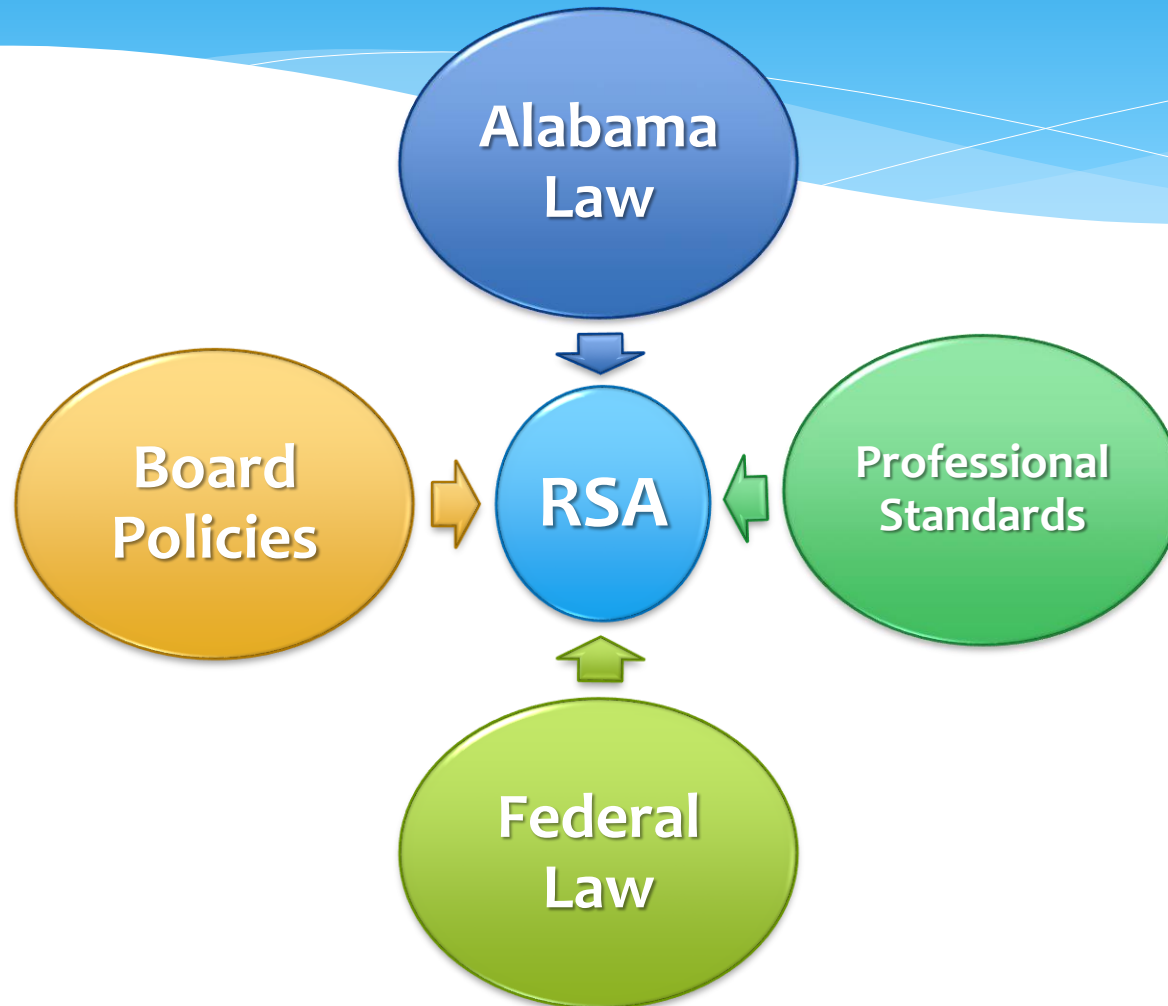 Alabama
Law
Board
Policies
RSA
Professional
Standards
Federal
Law